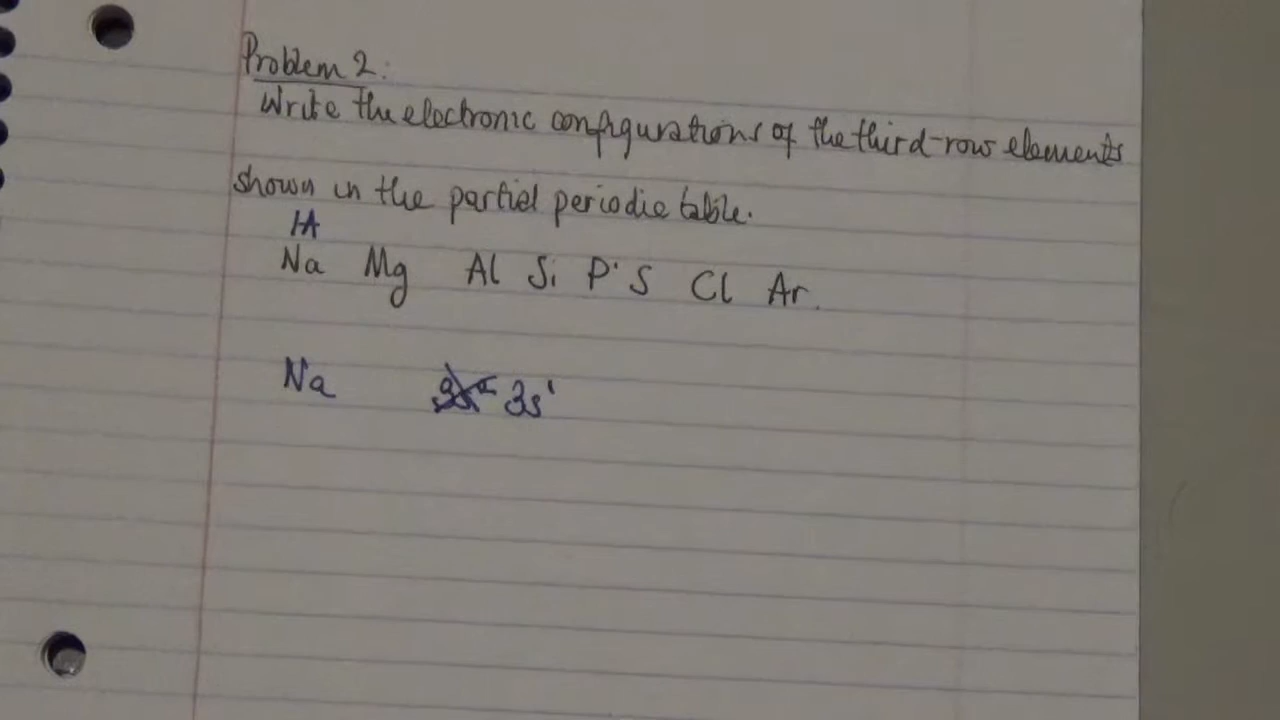 Problem 2:
Write the electronic configurations of the third-row elements
shown in the partial periodic table.
IA
Na Mg Al Si P S Cl Ar.
Na 3s¹